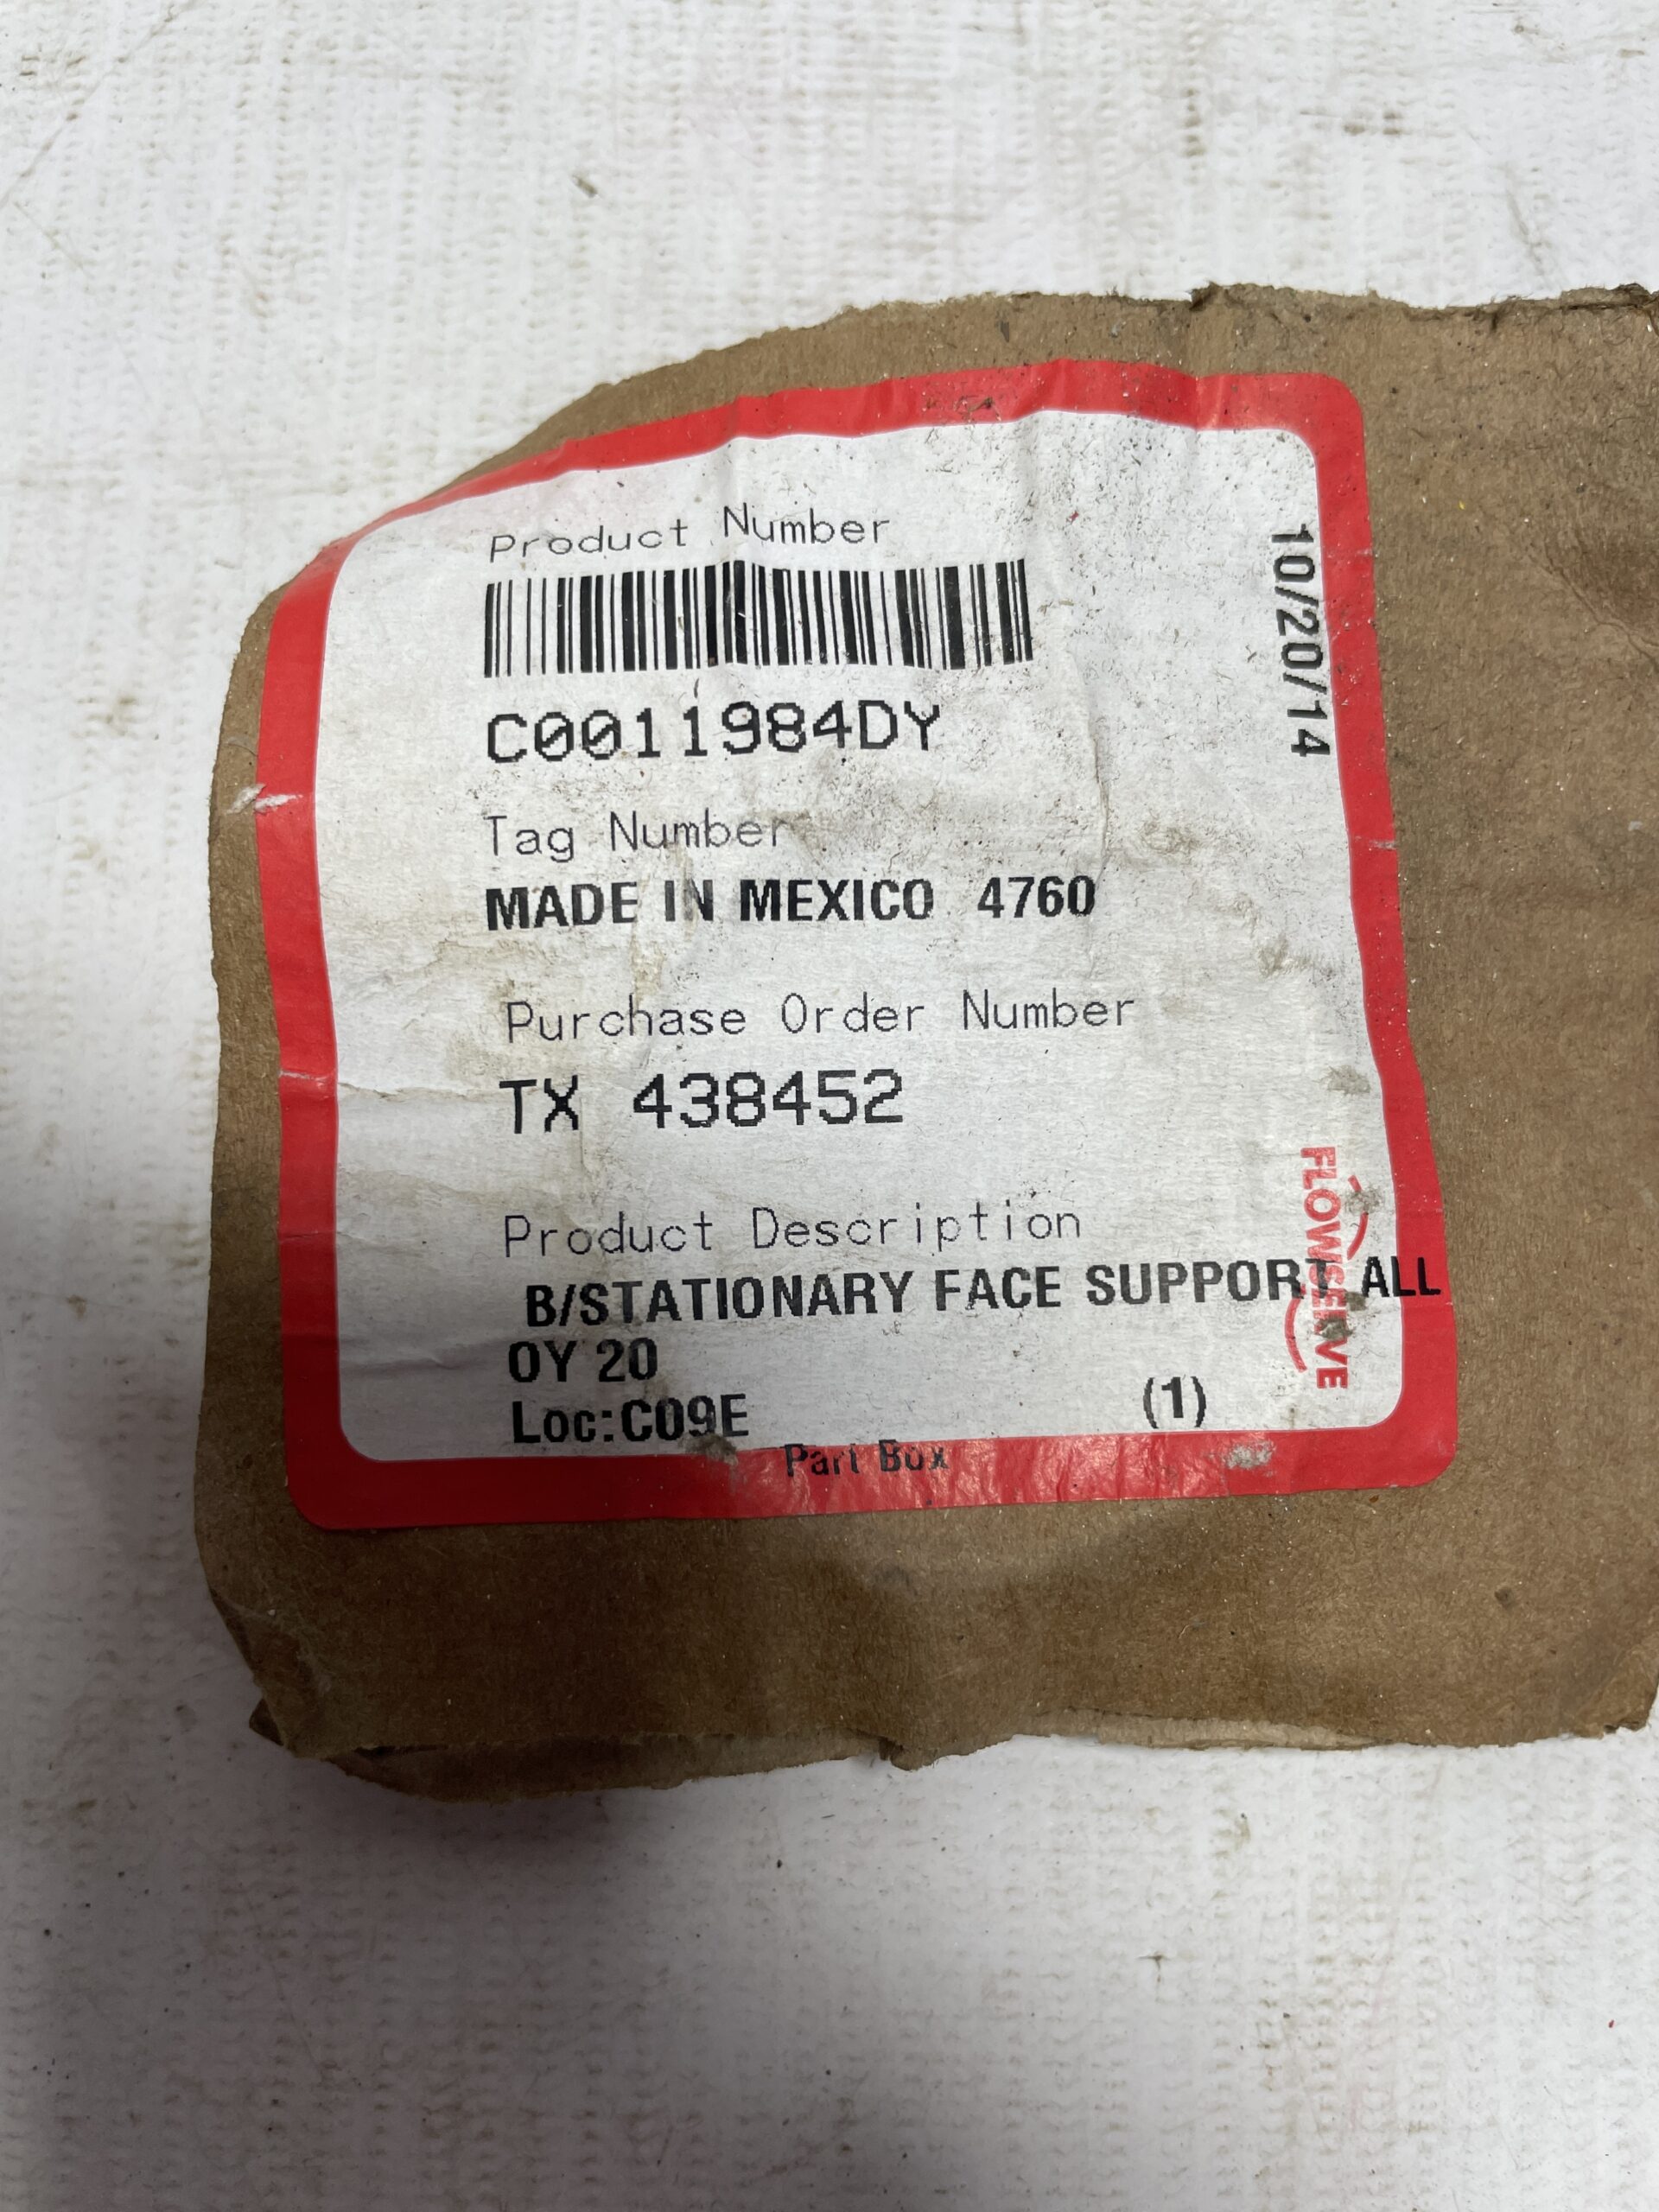 Product Number
C0011984DY
Tag Number
MADE IN MEXICO 4760
Purchase Order Number
TX 438452
Product Description
B/STATIONARY FACE SUPPORT ALL
OY 20
Loc:C09E (1)
Part Box
10/20/14
FLOWSERVE